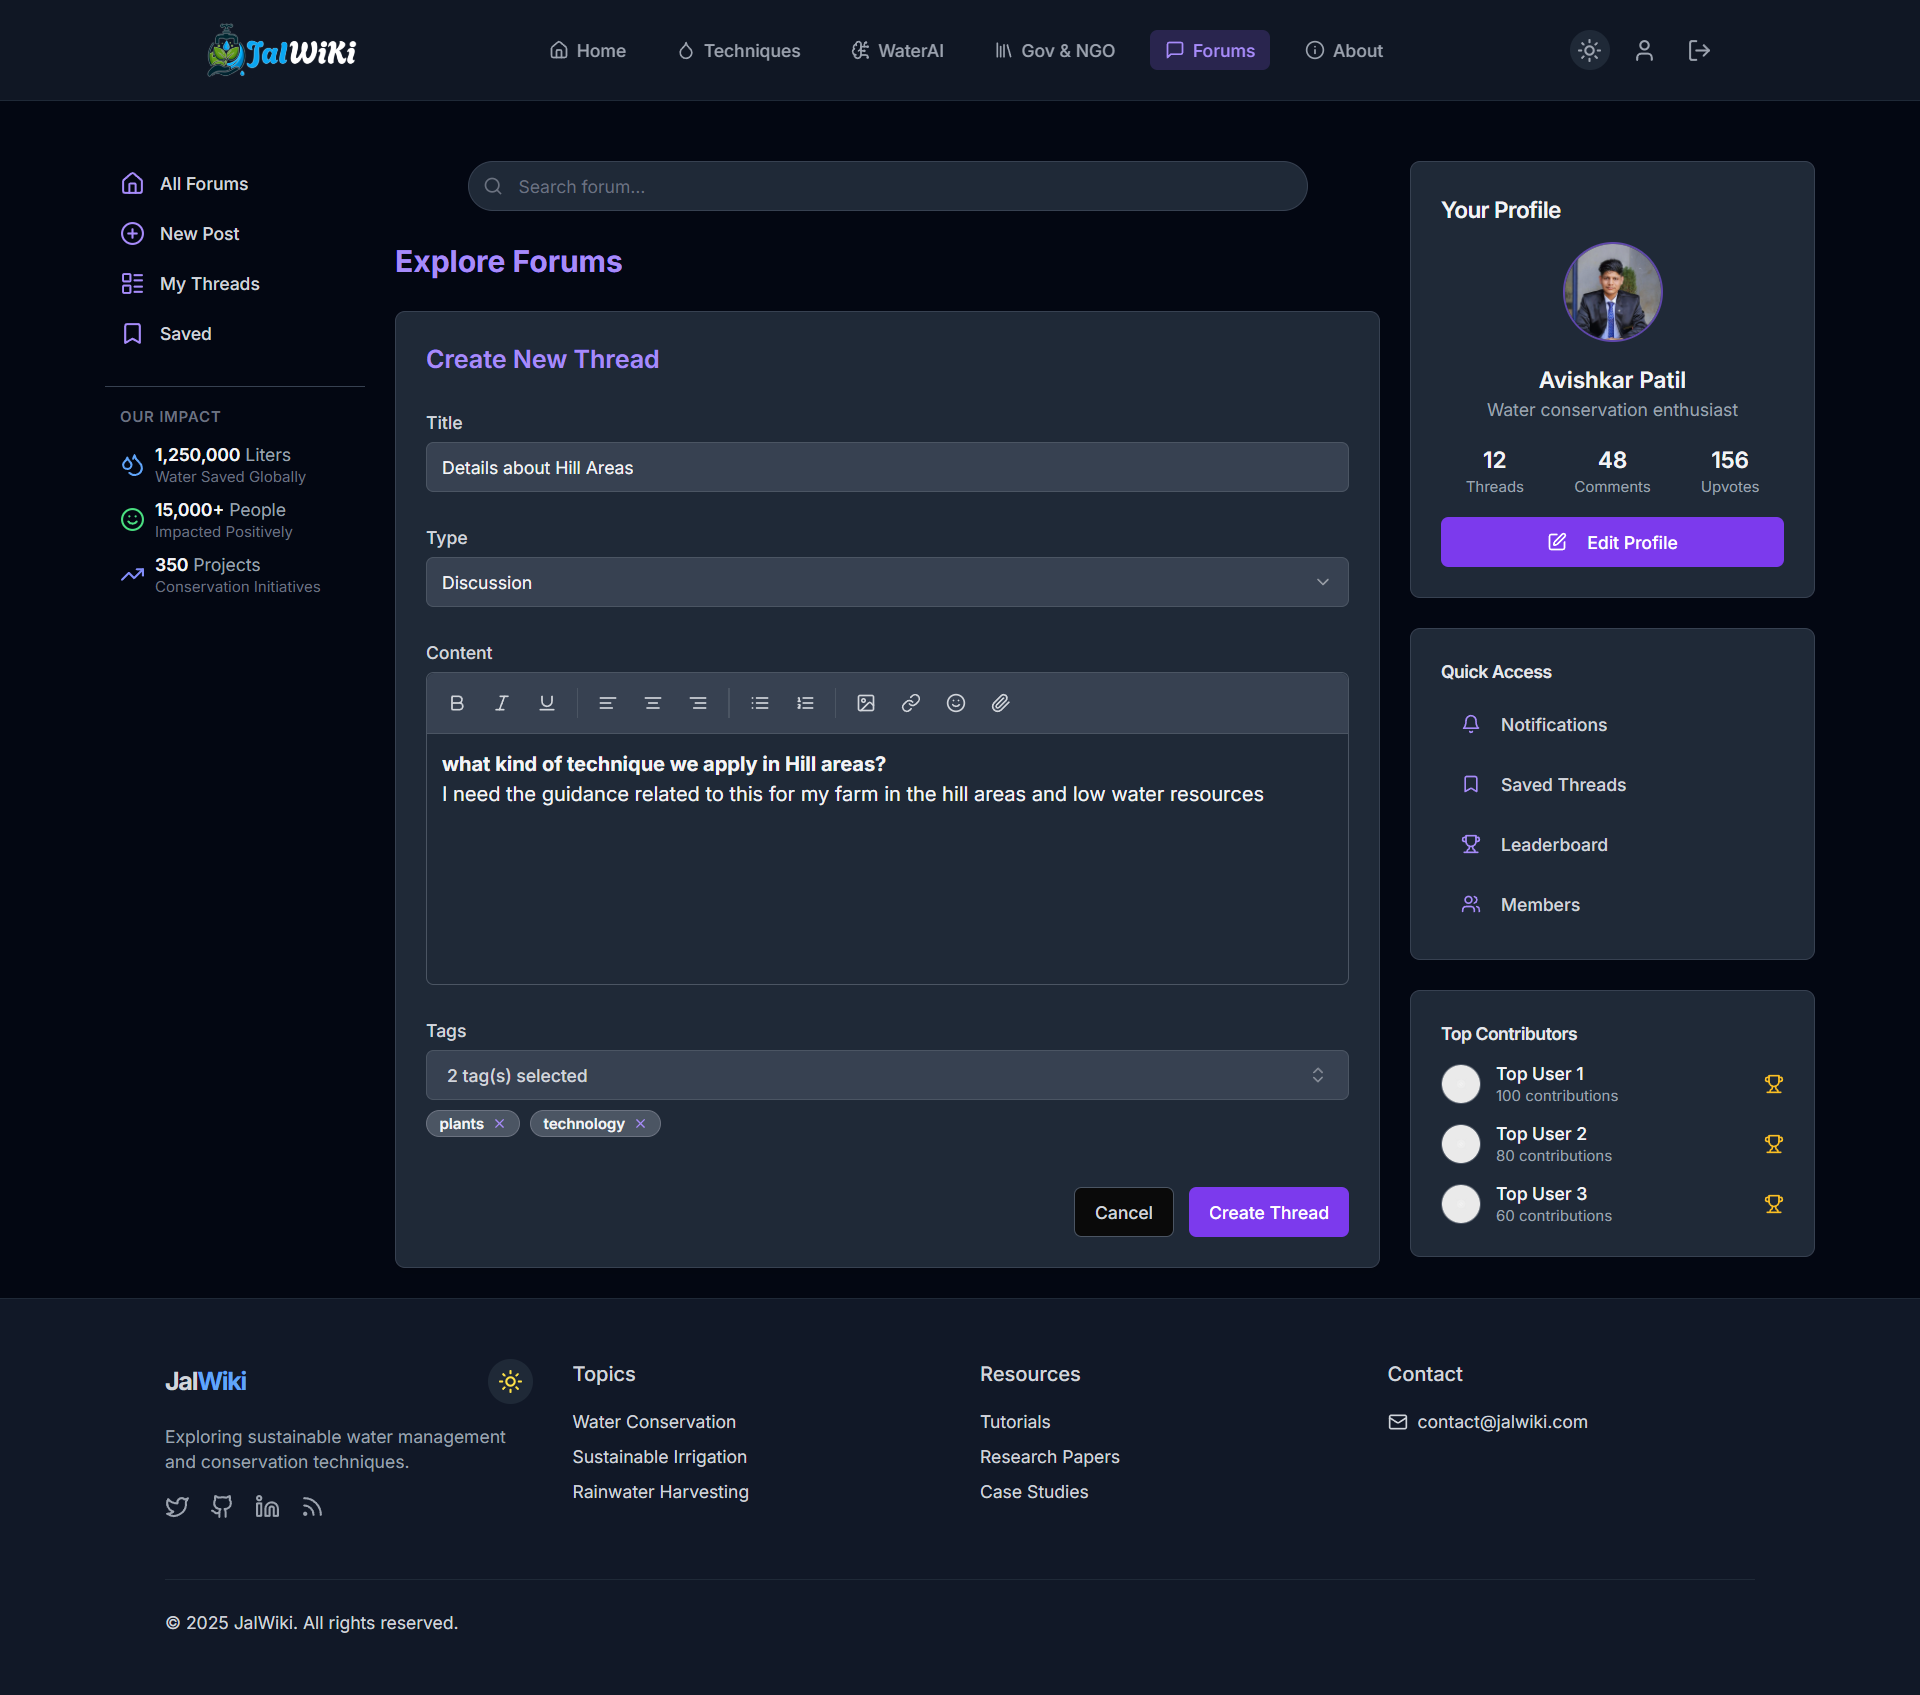 JalWiKi
Home
Techniques
WaterAI
Gov & NGO
Forums
About
All Forums
New Post
My Threads
Saved
OUR IMPACT
1,250,000 Liters
Water Saved Globally
15,000+ People
Impacted Positively
350 Projects
Conservation Initiatives
Search forum...
Explore Forums
Create New Thread
Title
Details about Hill Areas
Type
Discussion
Content
what kind of technique we apply in Hill areas?
I need the guidance related to this for my farm in the hill areas and low water resources
Tags
2 tag(s) selected
plants
technology
Cancel
Create Thread
Your Profile
Avishkar Patil
Water conservation enthusiast
12
Threads
48
Comments
156
Upvotes
Edit Profile
Quick Access
Notifications
Saved Threads
Leaderboard
Members
Top Contributors
Top User 1
100 contributions
Top User 2
80 contributions
Top User 3
60 contributions
JalWiki
Exploring sustainable water management
and conservation techniques.
Topics
Water Conservation
Sustainable Irrigation
Rainwater Harvesting
Resources
Tutorials
Research Papers
Case Studies
Contact
contact@jalwiki.com
© 2025 JalWiki. All rights reserved.